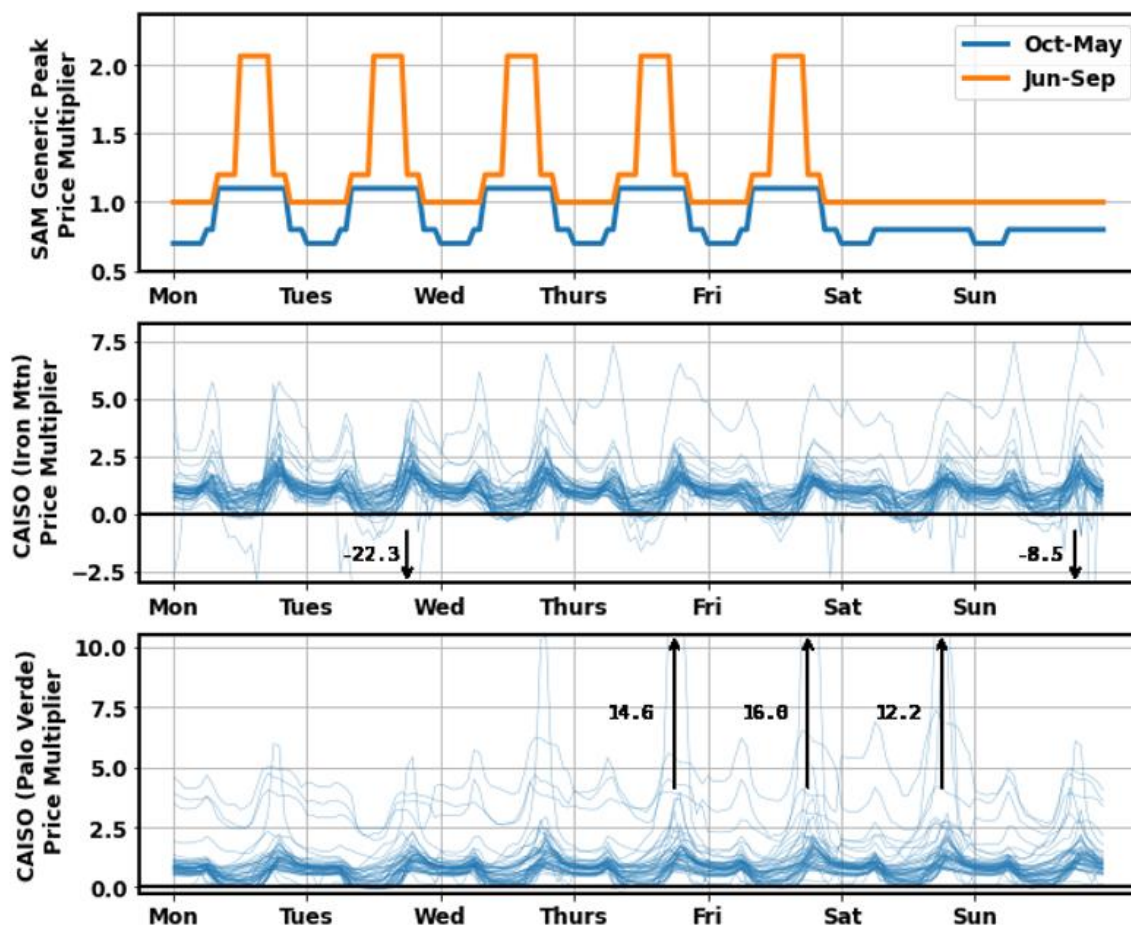 SAM Generic Peak
Price Multiplier
2.0
1.5
1.0
0.5
Oct-May
Jun-Sep
Mon Tues Wed Thurs Fri Sat Sun
CAISO (Iron Mtn)
Price Multiplier
7.5
5.0
2.5
0.0
−2.5
-22.3
-8.5
Mon Tues Wed Thurs Fri Sat Sun
CAISO (Palo Verde)
Price Multiplier
10.0
7.5
5.0
2.5
0.0
14.6
12.2
Mon Tues Wed Thurs Fri Sat Sun